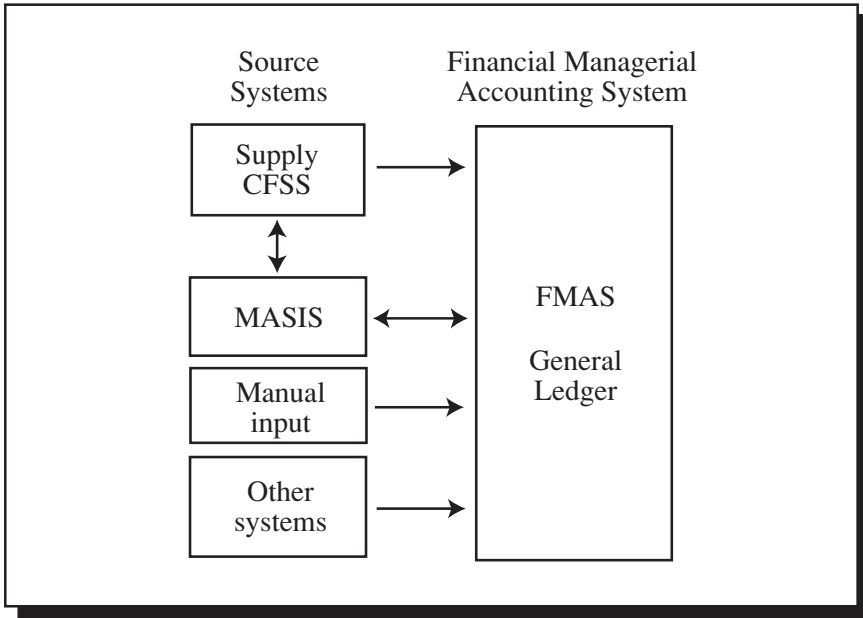 Source
Systems
Financial Managerial
Accounting System
Supply
CFSS
MASIS
Manual
input
Other
systems
FMAS
General
Ledger